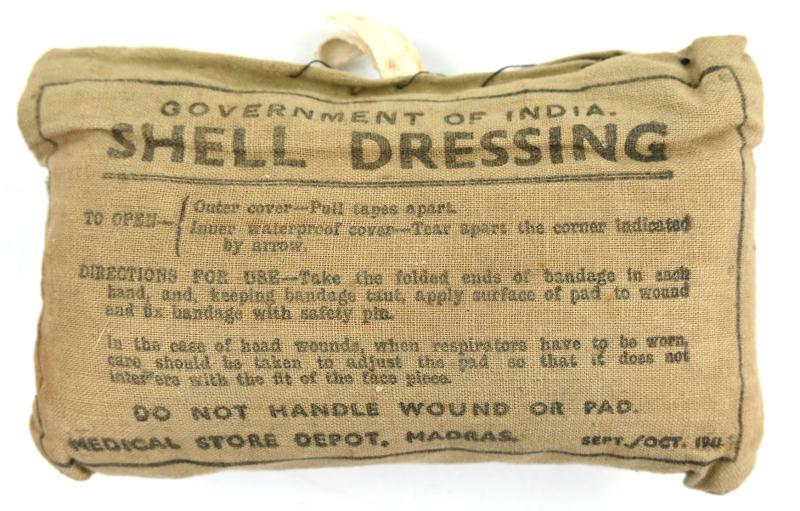 GOVERNMENT OF INDIA.
SHELL DRESSING
TO OPEN— { Outer cover—Pull tapes apart.
Inner waterproof cover—Tear apart the corner indicated
by arrow.
DIRECTIONS FOR USE—Take the folded ends of bandage in each
hand, and, keeping bandage taut, apply surface of pad to wound
and fix bandage with safety pin.
In the case of head wounds, when respirators have to be worn,
care should be taken to adjust the pad so that it does not
interfere with the fit of the face piece.
DO NOT HANDLE WOUND OR PAD.
MEDICAL STORE DEPOT, MADRAS. SEPT./OCT.